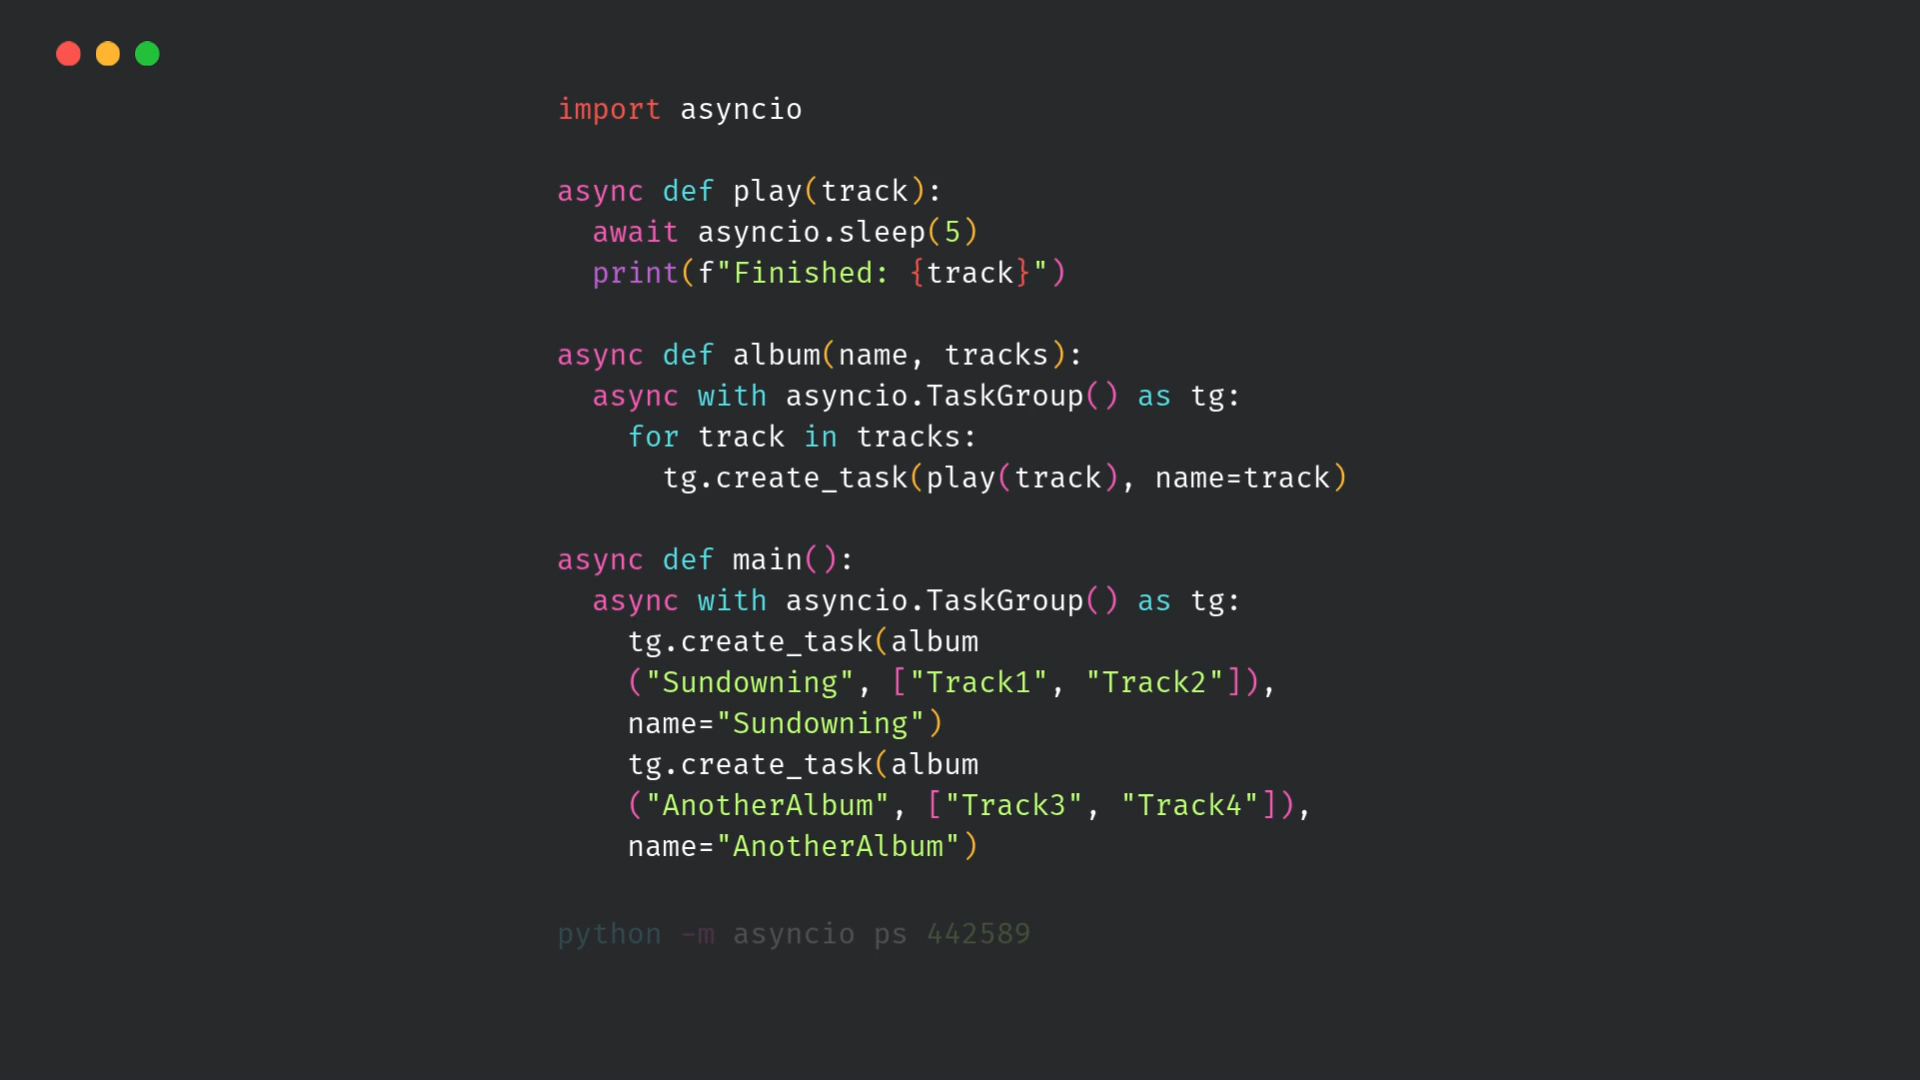 import asyncio

async def play(track):
  await asyncio.sleep(5)
  print(f"Finished: {track}")

async def album(name, tracks):
  async with asyncio.TaskGroup() as tg:
    for track in tracks:
      tg.create_task(play(track), name=track)

async def main():
  async with asyncio.TaskGroup() as tg:
    tg.create_task(album
    ("Sundowning", ["Track1", "Track2"]),
    name="Sundowning")
    tg.create_task(album
    ("AnotherAlbum", ["Track3", "Track4"]),
    name="AnotherAlbum")

python -m asyncio ps 442589